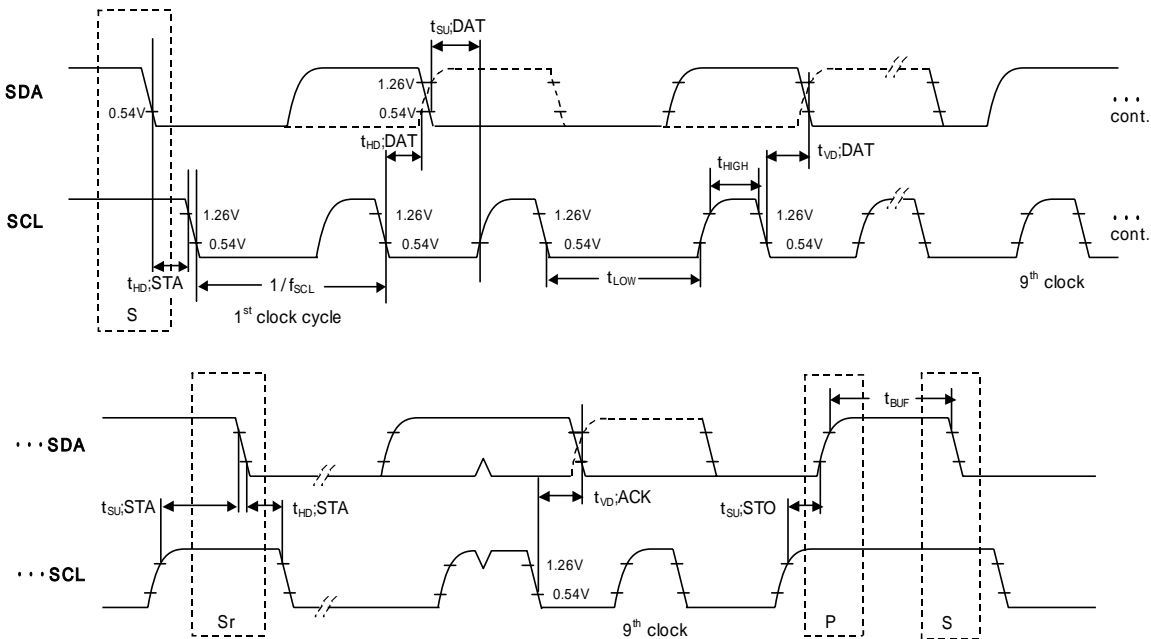 tSU;DAT
SDA
1.26V
0.54V
0.54V
... cont.
tHD;DAT
tVD;DAT
tHIGH
SCL
1.26V
1.26V
1.26V
1.26V
0.54V
0.54V
0.54V
0.54V
... cont.
tHD;STA
1 / fSCL
tLOW
9th clock
S
1st clock cycle
tBUF
...SDA
tSU;STA
tHD;STA
tVD;ACK
tSU;STO
...SCL
1.26V
0.54V
Sr
9th clock
P
S